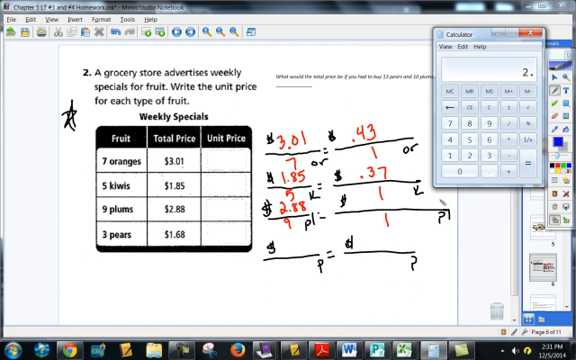 Chapter 5 LT #3 and #4 Homework.ink* - MimioStudio Notebook
File Edit View Insert Format Tools Help
2. A grocery store advertises weekly
specials for fruit. Write the unit price
for each type of fruit.
What would the total price be if you had to buy 13 pears and 10 plums
Weekly Specials
Fruit Total Price Unit Price
7 oranges $3.01
5 kiwis $1.85
9 plums $2.88
3 pears $1.68
$3.01 = $.43
7 or 1 or
$1.85 = $.37
5 K 1 K
$2.88 = $
9 pl 1 pl
$ = $
P P
Calculator
View Edit Help
2.
MC MR MS M+ M-
← CE C ± √
7 8 9 / %
4 5 6 * 1/x
1 2 3 - =
0 . +
Page 6 of 11
2:31 PM
12/5/2014